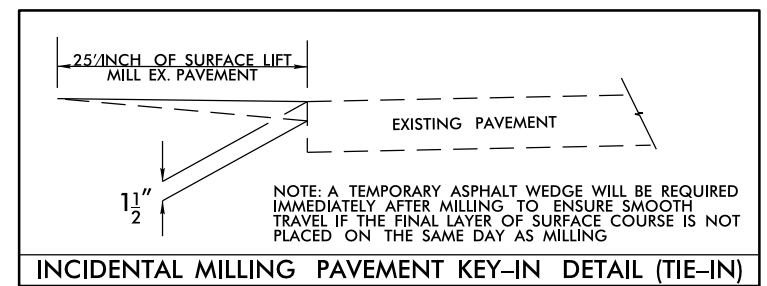 25'/INCH OF SURFACE LIFT
MILL EX. PAVEMENT
EXISTING PAVEMENT
1 1/2"
NOTE: A TEMPORARY ASPHALT WEDGE WILL BE REQUIRED
IMMEDIATELY AFTER MILLING TO ENSURE SMOOTH
TRAVEL IF THE FINAL LAYER OF SURFACE COURSE IS NOT
PLACED ON THE SAME DAY AS MILLING
INCIDENTAL MILLING PAVEMENT KEY–IN DETAIL (TIE–IN)